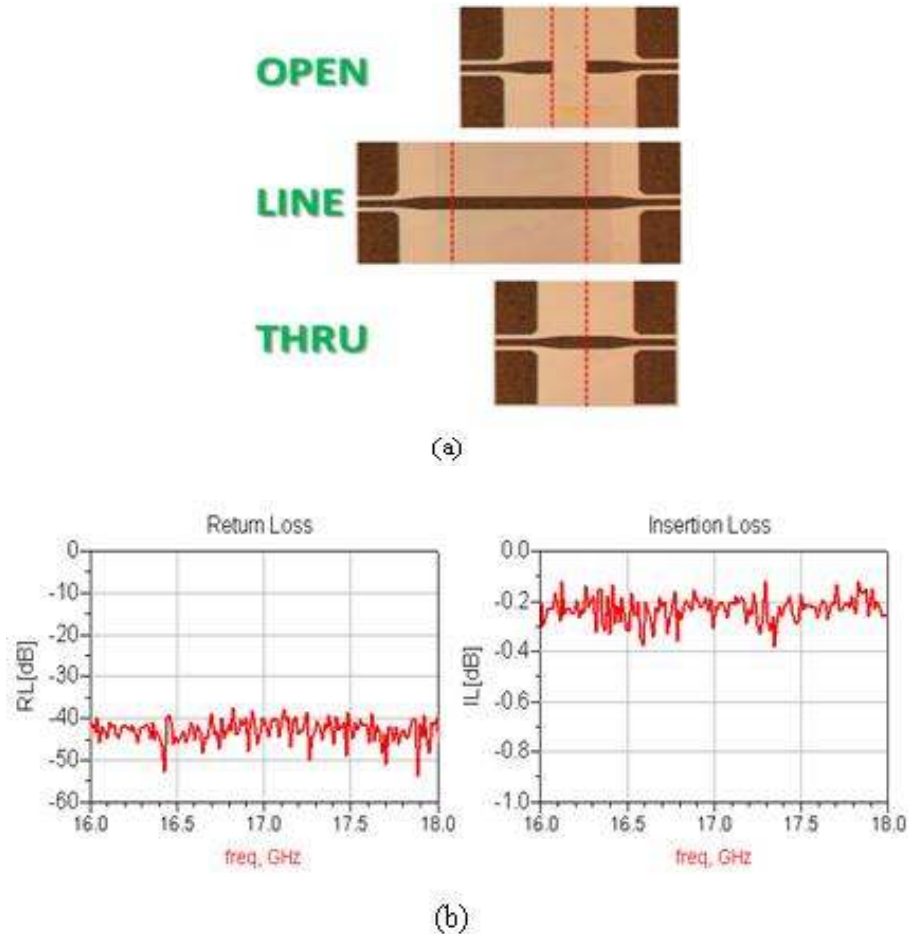 OPEN
LINE
THRU
(a)
Return Loss
0
-10
-20
-30
-40
-50
-60
RL[dB]
16.0 16.5 17.0 17.5 18.0
freq, GHz
Insertion Loss
0.0
-0.2
-0.4
-0.6
-0.8
-1.0
IL[dB]
16.0 16.5 17.0 17.5 18.0
freq, GHz
(b)